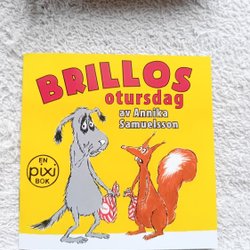 BRILLOS
otursdag
av Annika
Samuelsson
EN
pixi
BOK